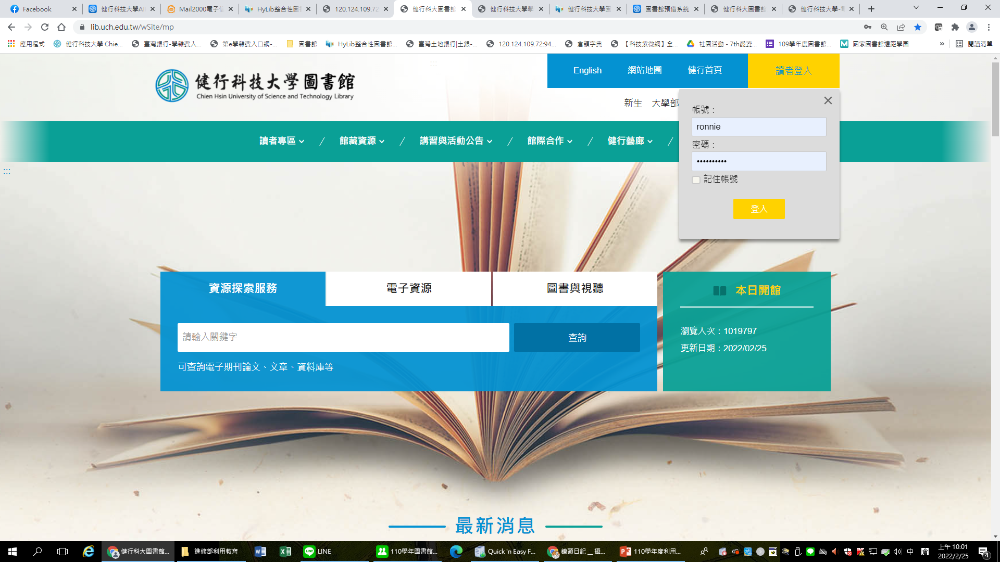 Facebook
健行科技大學AI
Mail2000電子信
HyLib整合性圖書
120.124.109.72
健行科大圖書館
健行科技大學學
健行科技大學圖
圖書館預借系統
健行科大圖書館
健行科技大學-電
lib.uch.edu.tw/wSite/mp
應用程式
健行科技大學 Chie...
臺灣銀行-學雜費入...
第e學雜費入口網-...
圖書館
HyLib整合性圖書館...
臺灣土地銀行|土銀-...
120.124.109.72:94...
倉頡字典
【科技紫微網】全...
社團活動 - 7th愛資...
109學年度圖書館...
國家圖書館遠距學園
»
閱讀清單
健行科技大學圖書館
Chien Hsin University of Science and Technology Library
English
網站地圖
健行首頁
讀者登入
新生 大學部
帳號：
ronnie
密碼：
••••••••••
記住帳號
登入
讀者專區 / 館藏資源 / 講習與活動公告 / 館際合作 / 健行藝廊 /
:::
資源探索服務
電子資源
圖書與視聽
請輸入關鍵字
查詢
可查詢電子期刊論文、文章、資料庫等
本日開館
瀏覽人次：1019797
更新日期：2022/02/25
最新消息
健行科大圖書館...
進修部利用教育
LINE
110學年圖書館...
Quick 'n Easy F...
鏡頭日記 __ 攝...
110學年度利用...
中
倉
上午 10:01
2022/2/25
4